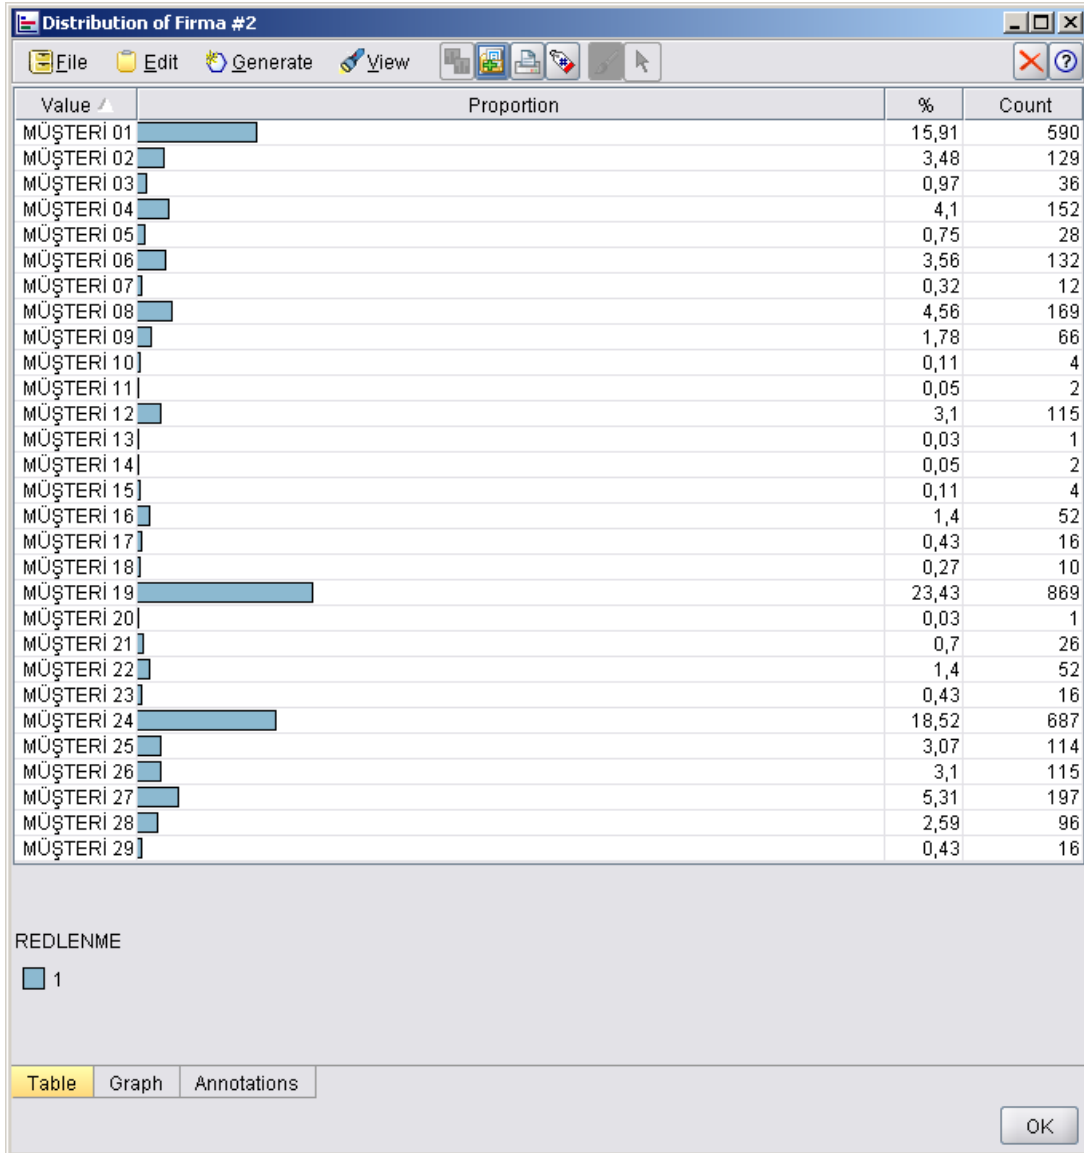 Distribution of Firma #2
File Edit Generate View
Value Proportion % Count
MÜŞTERİ 01 15,91 590
MÜŞTERİ 02 3,48 129
MÜŞTERİ 03 0,97 36
MÜŞTERİ 04 4,1 152
MÜŞTERİ 05 0,75 28
MÜŞTERİ 06 3,56 132
MÜŞTERİ 07 0,32 12
MÜŞTERİ 08 4,56 169
MÜŞTERİ 09 1,78 66
MÜŞTERİ 10 0,11 4
MÜŞTERİ 11 0,05 2
MÜŞTERİ 12 3,1 115
MÜŞTERİ 13 0,03 1
MÜŞTERİ 14 0,05 2
MÜŞTERİ 15 0,11 4
MÜŞTERİ 16 1,4 52
MÜŞTERİ 17 0,43 16
MÜŞTERİ 18 0,27 10
MÜŞTERİ 19 23,43 869
MÜŞTERİ 20 0,03 1
MÜŞTERİ 21 0,7 26
MÜŞTERİ 22 1,4 52
MÜŞTERİ 23 0,43 16
MÜŞTERİ 24 18,52 687
MÜŞTERİ 25 3,07 114
MÜŞTERİ 26 3,1 115
MÜŞTERİ 27 5,31 197
MÜŞTERİ 28 2,59 96
MÜŞTERİ 29 0,43 16
REDLENME
1
Table Graph Annotations
OK